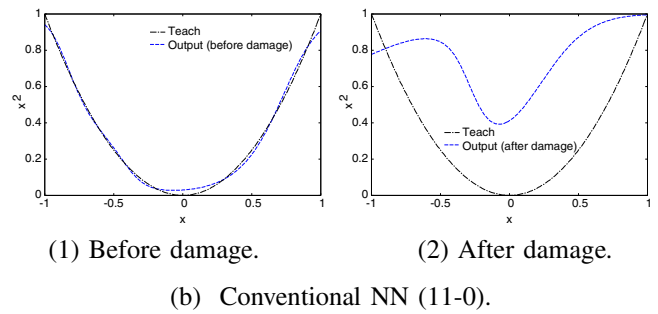 1
0.8
0.6
0.4
0.2
0
x 2
-1
-0.5
0
0.5
1
x
Teach
Output (before damage)
(1) Before damage.
1
0.8
0.6
0.4
0.2
0
x 2
-1
-0.5
0
0.5
1
x
Teach
Output (after damage)
(2) After damage.
(b) Conventional NN (11-0).